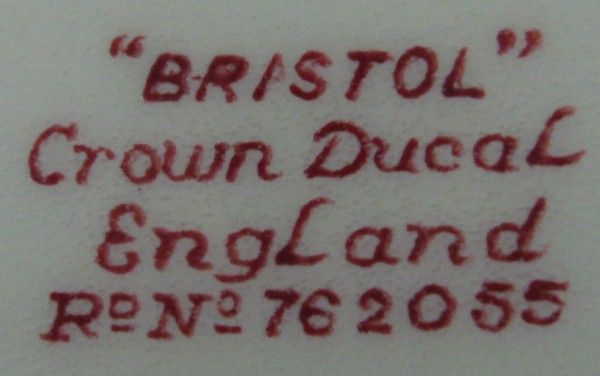 "BRISTOL"
Crown Ducal
England
Rº Nº 762055